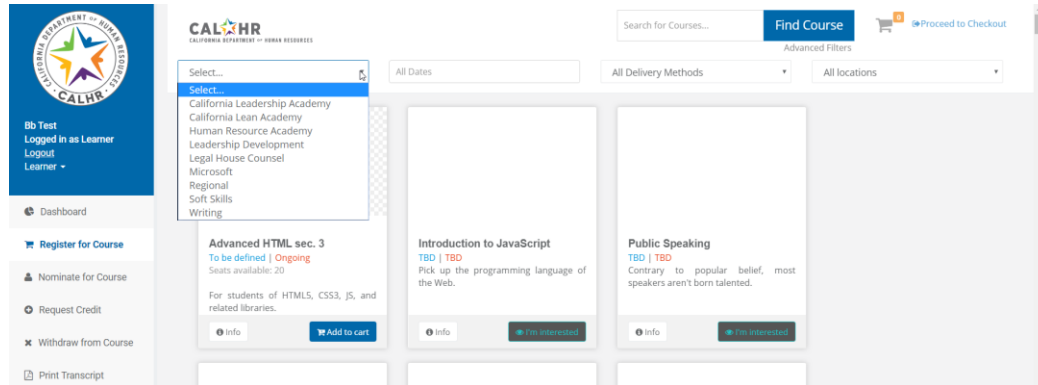 CALIFORNIA DEPARTMENT OF HUMAN RESOURCES
CALHR
Bb Test
Logged in as Learner
Logout
Learner
Dashboard
Register for Course
Nominate for Course
Request Credit
Withdraw from Course
Print Transcript
CALHR
CALIFORNIA DEPARTMENT OF HUMAN RESOURCES
Search for Courses...
Find Course
0
Proceed to Checkout
Advanced Filters
Select...
All Dates
All Delivery Methods
All locations
Select...
California Leadership Academy
California Lean Academy
Human Resource Academy
Leadership Development
Legal House Counsel
Microsoft
Regional
Soft Skills
Writing
Advanced HTML sec. 3
To be defined | Ongoing
Seats available: 20
For students of HTML5, CSS3, JS, and
related libraries.
Info
Add to cart
Introduction to JavaScript
TBD | TBD
Pick up the programming language of
the Web.
Info
I'm interested
Public Speaking
TBD | TBD
Contrary to popular belief, most
speakers aren't born talented.
Info
I'm interested